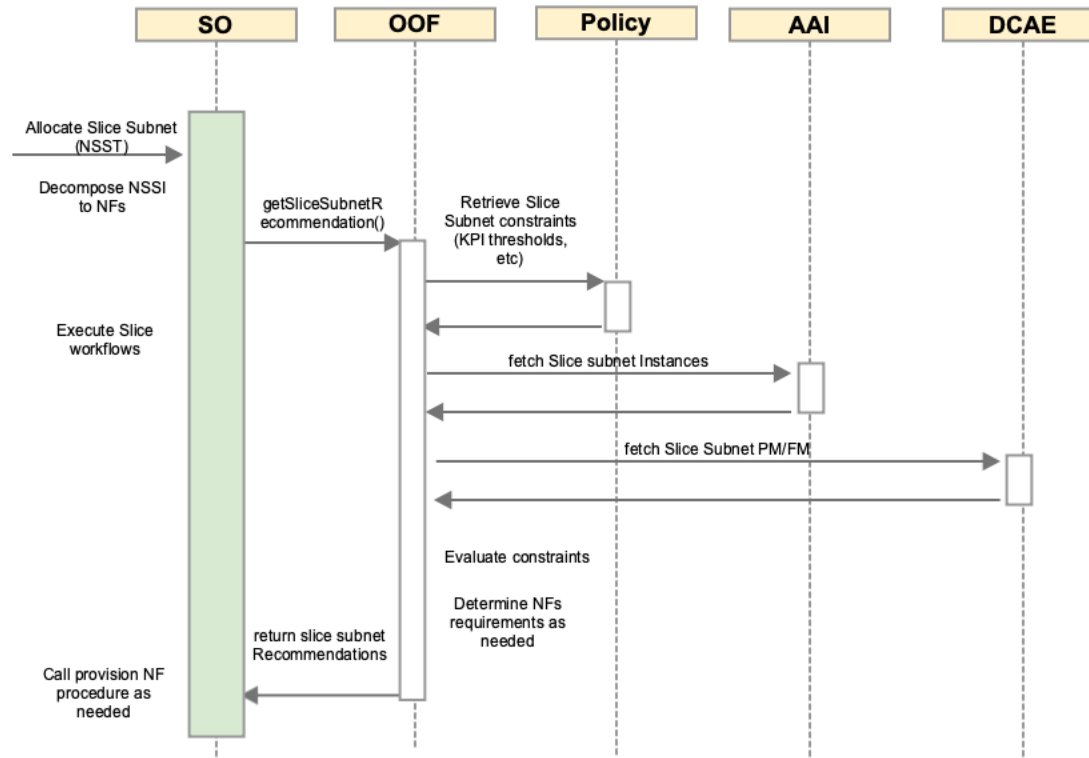 SO
OOF
Policy
AAI
DCAE
Allocate Slice Subnet
(NSST)
Decompose NSSI
to NFs
getSliceSubnetR
ecommendation()
Retrieve Slice
Subnet constraints
(KPI thresholds,
etc)
Execute Slice
workflows
fetch Slice subnet Instances
fetch Slice Subnet PM/FM
Evaluate constraints
Determine NFs
requirements as
needed
return slice subnet
Recommendations
Call provision NF
procedure as
needed